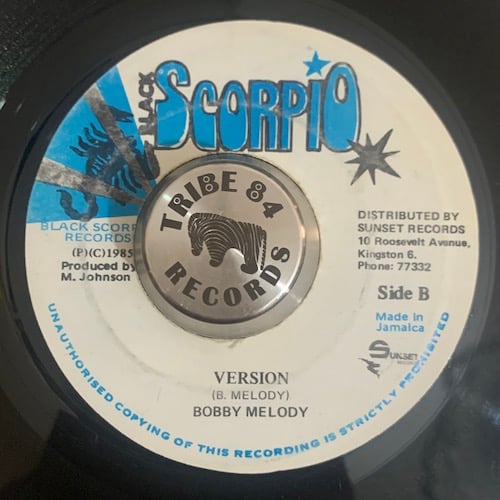 BLACK
SCORPIO
TRIBE 84
RECORDS
BLACK SCORP
RECORDS
(P)(C)1985
Produced by
M. Johnson
DISTRIBUTED BY
SUNSET RECORDS
10 Roosevelt Avenue,
Kingston 6.
Phone: 77332
Side B
Made in
Jamaica
SUNSET
RECORDS
VERSION
(B. MELODY)
BOBBY MELODY
UNAUTHORISED COPYING OF THIS RECORDING IS STRICTLY PROHIBITED